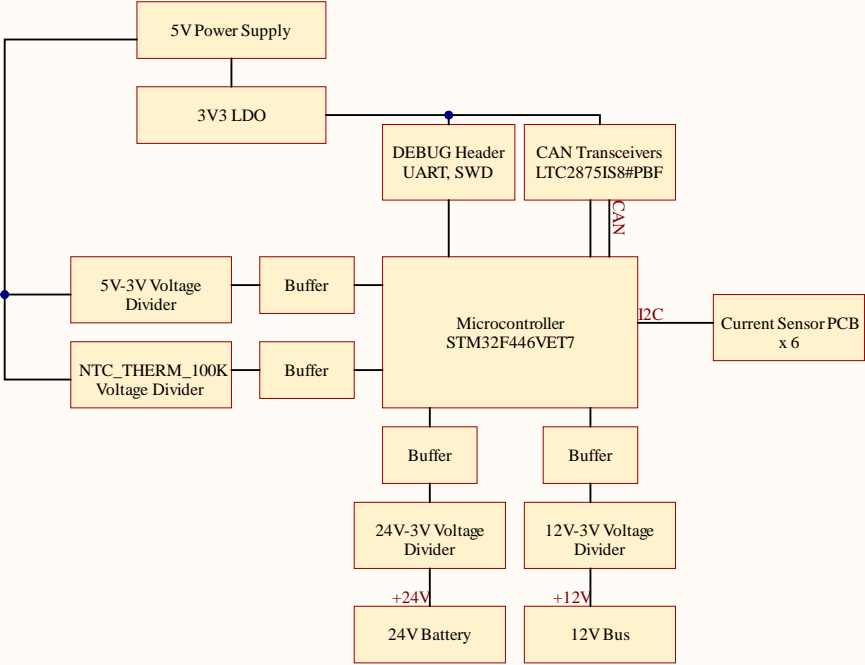 5V Power Supply
3V3 LDO
DEBUG Header
UART, SWD
CAN Transceivers
LTC2875IS8#PBF
CAN
5V-3V Voltage
Divider
Buffer
Microcontroller
STM32F446VET7
I2C
Current Sensor PCB
x 6
NTC_THERM_100K
Voltage Divider
Buffer
Buffer
Buffer
24V-3V Voltage
Divider
12V-3V Voltage
Divider
+24V
+12V
24V Battery
12V Bus